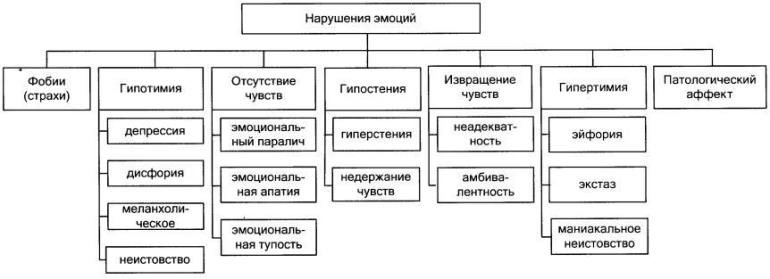 Нарушения эмоций
Фобии
(страхи)
Гипотимия
депрессия
дисфория
меланхоли-
ческое
неистовство
Отсутствие
чувств
эмоциональ-
ный паралич
эмоциональ-
ная апатия
эмоциональ-
ная тупость
Гипостения
гиперстения
недержание
чувств
Извращение
чувств
неадекват-
ность
амбива-
лентность
Гипертимия
эйфория
экстаз
маниакальное
неистовство
Патологический
аффект